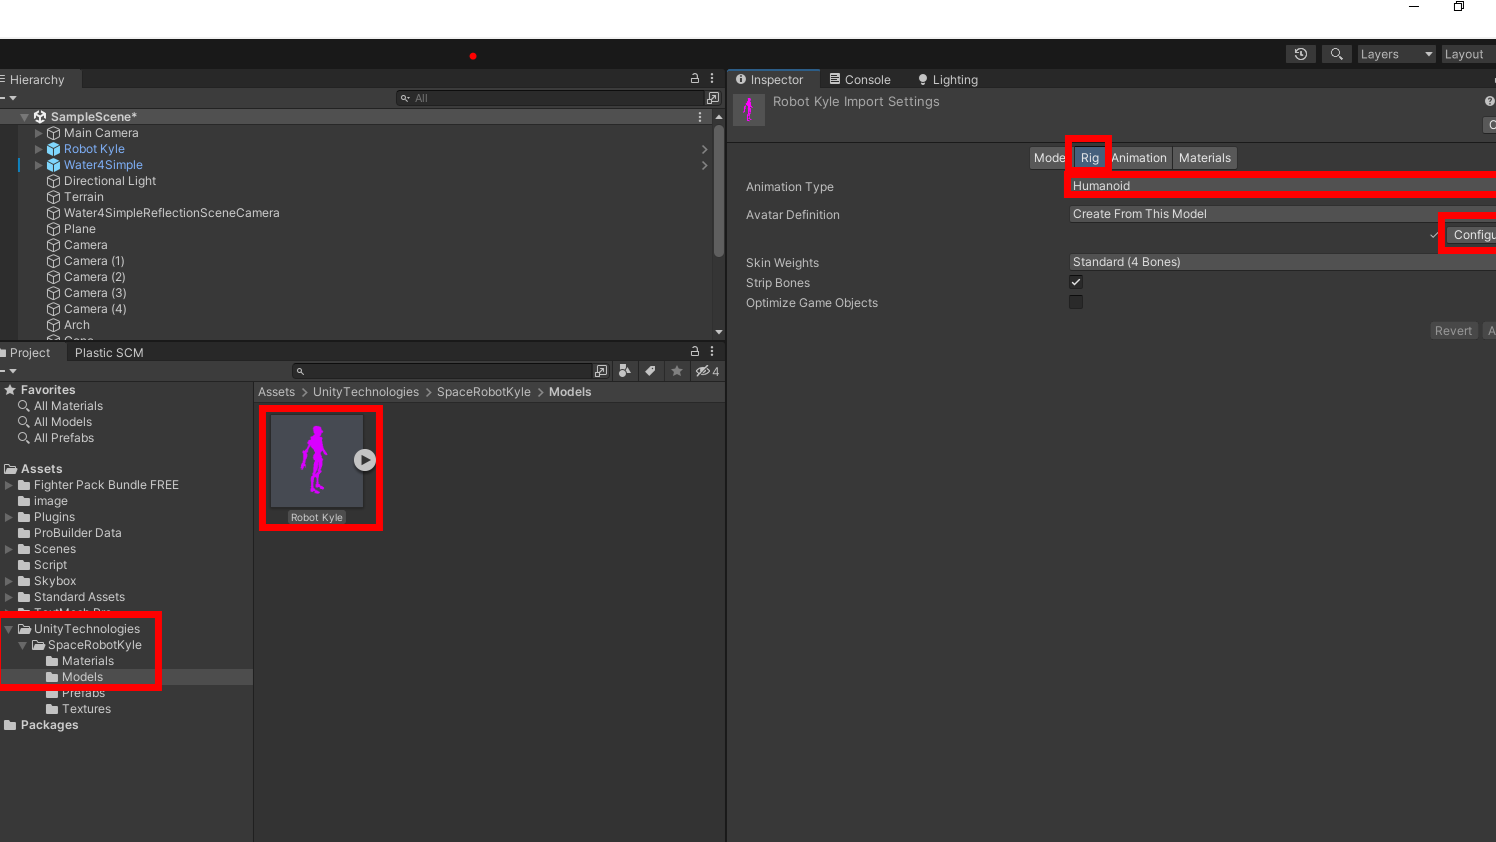 Layers
Layout
Hierarchy
All
SampleScene*
Main Camera
Robot Kyle
Water4Simple
Directional Light
Terrain
Water4SimpleReflectionSceneCamera
Plane
Camera
Camera (1)
Camera (2)
Camera (3)
Camera (4)
Arch
Inspector
Console
Lighting
Robot Kyle Import Settings
Mode
Rig
Animation
Materials
Animation Type
Humanoid
Avatar Definition
Create From This Model
Configu
Skin Weights
Standard (4 Bones)
Strip Bones
Optimize Game Objects
Revert
A
Project
Plastic SCM
4
Favorites
All Materials
All Models
All Prefabs
Assets
Fighter Pack Bundle FREE
image
Plugins
ProBuilder Data
Scenes
Script
Skybox
Standard Assets
UnityTechnologies
SpaceRobotKyle
Materials
Models
Prefabs
Textures
Packages
Assets > UnityTechnologies > SpaceRobotKyle > Models
Robot Kyle